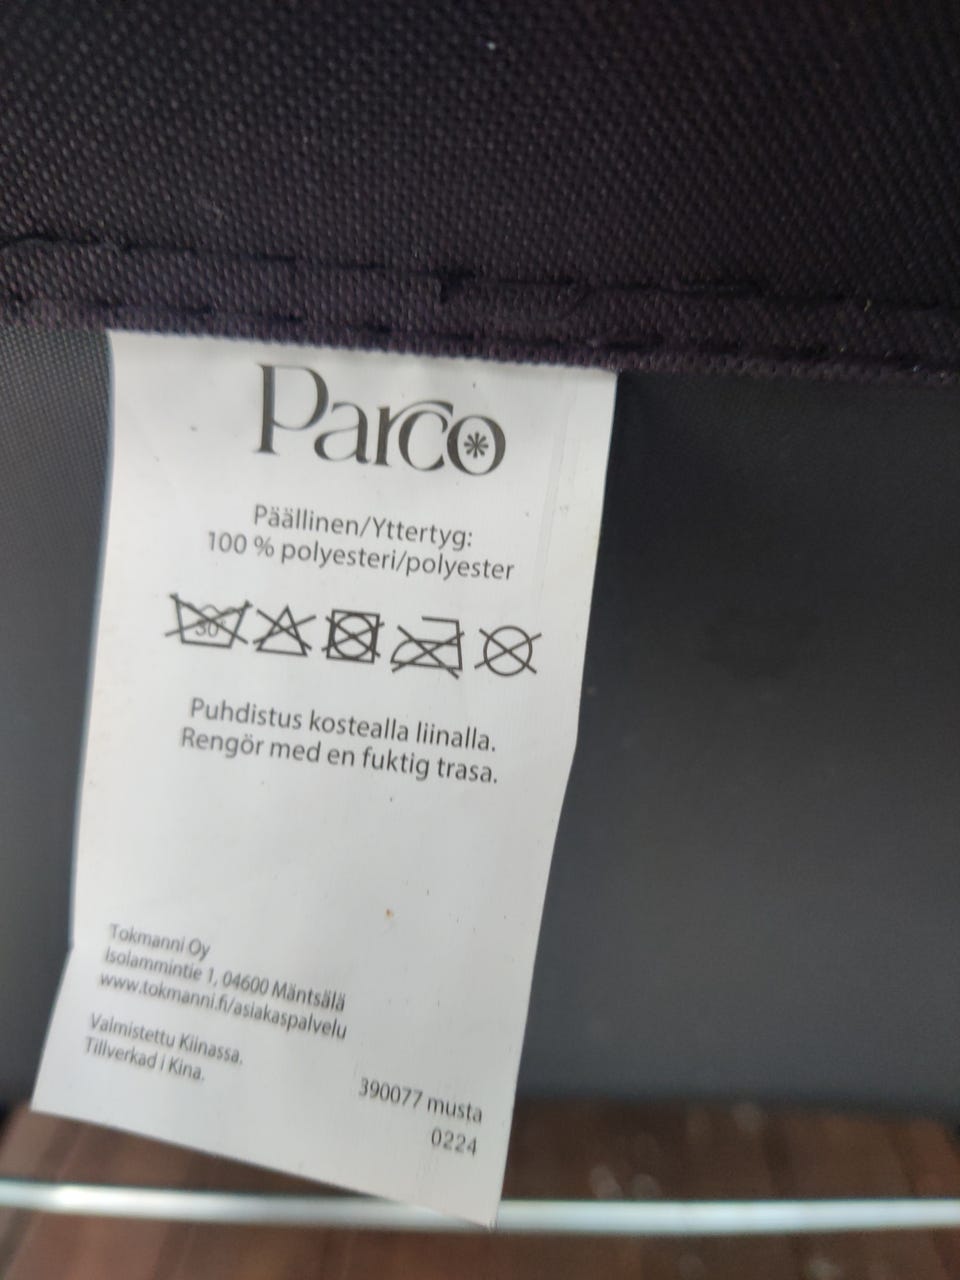 Parco
Päällinen/Yttertyg:
100 % polyesteri/polyester
30°
Puhdistus kostealla liinalla.
Rengör med en fuktig trasa.
Tokmanni Oy
Isolammintie 1, 04600 Mäntsälä
www.tokmanni.fi/asiakaspalvelu
Valmistettu Kiinassa.
Tillverkad i Kina.
390077 musta
0224